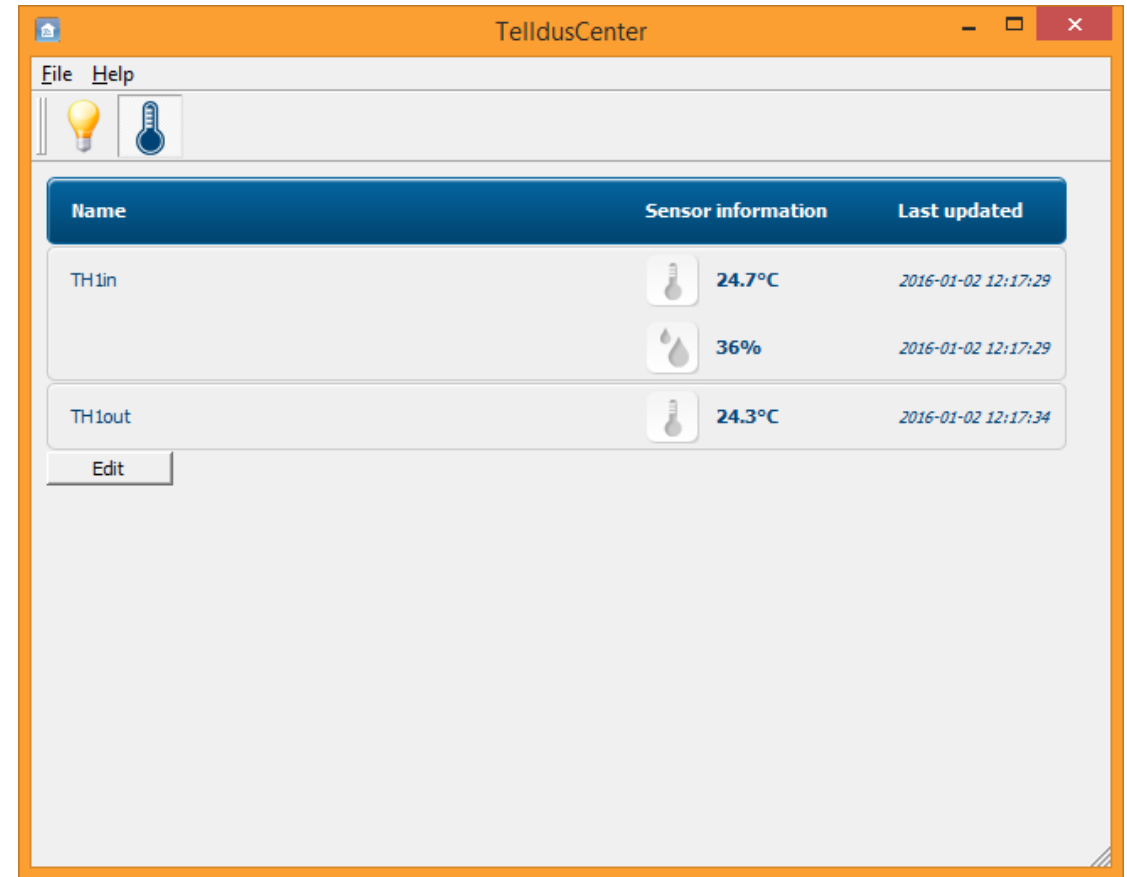 TelldusCenter
File Help
Name Sensor information Last updated
TH1in 24.7°C 2016-01-02 12:17:29
36% 2016-01-02 12:17:29
TH1out 24.3°C 2016-01-02 12:17:34
Edit